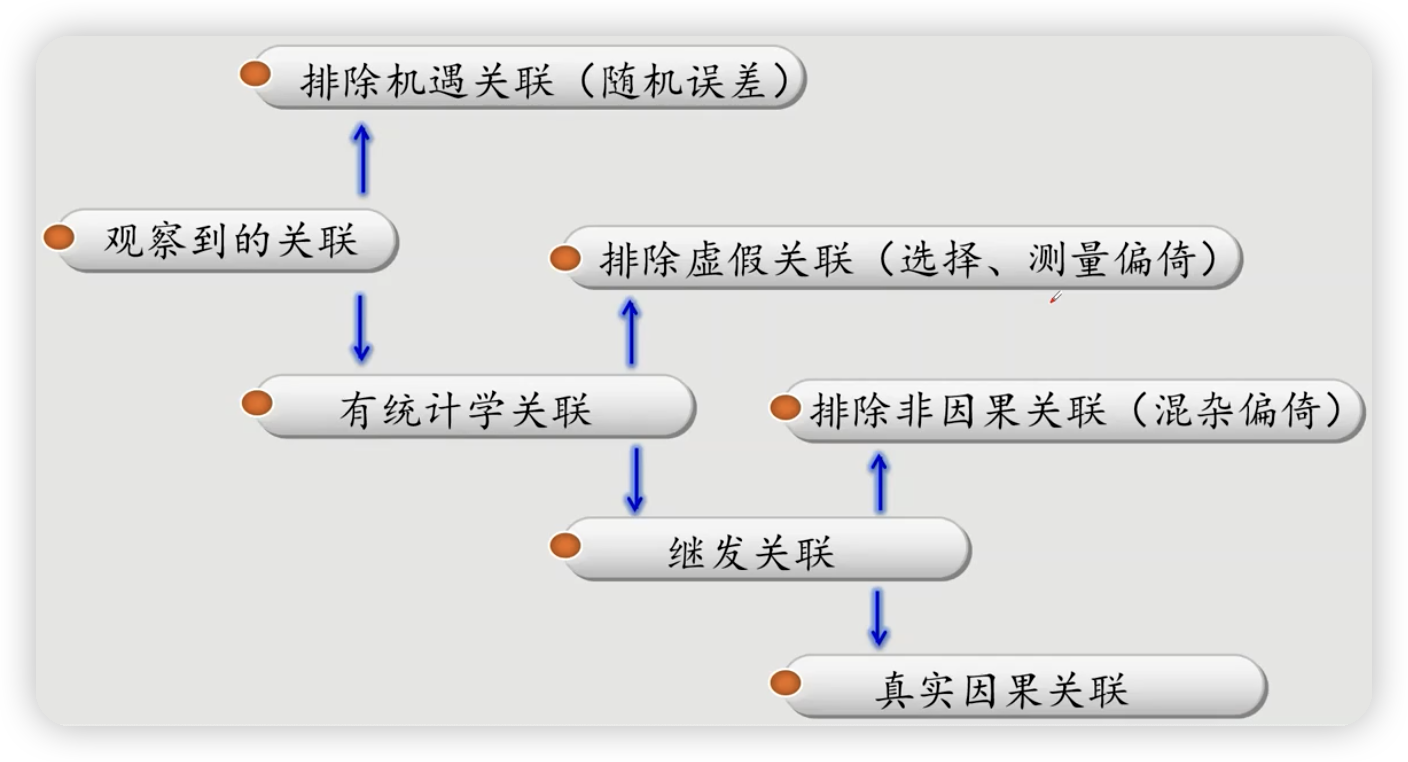 排除机遇关联（随机误差）
观察到的关联
排除虚假关联（选择、测量偏倚）
有统计学关联
排除非因果关联（混杂偏倚）
继发关联
真实因果关联